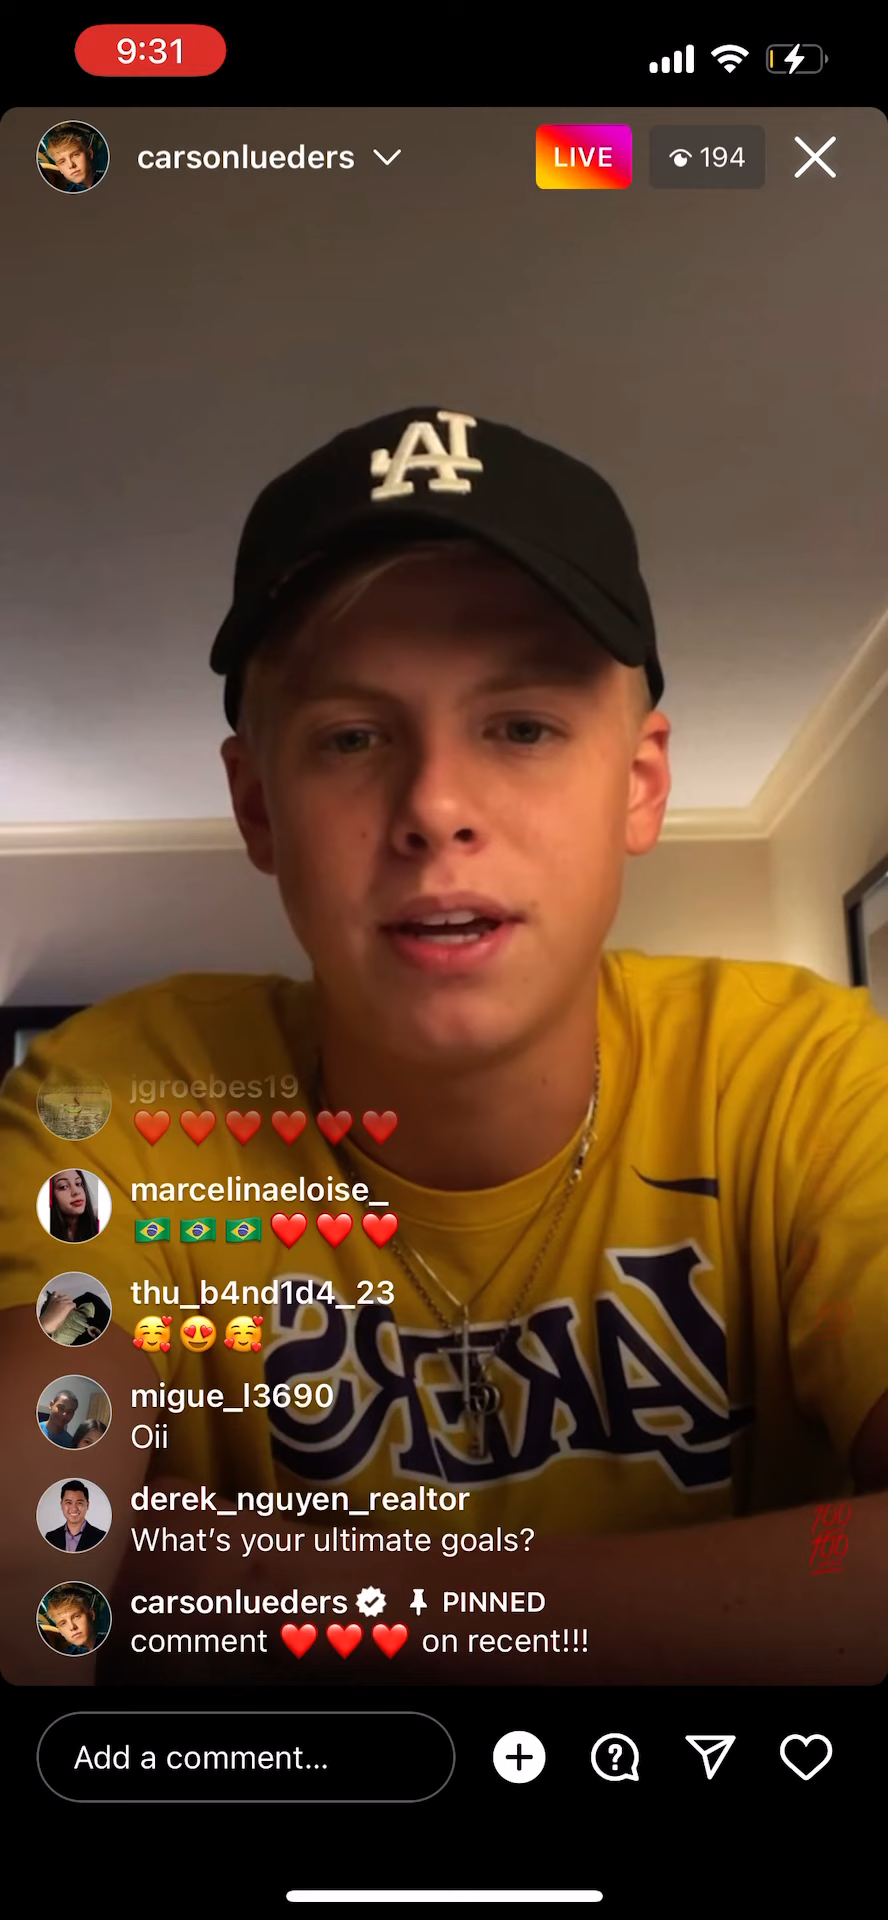 9:31
carsonlueders
LIVE
194
LA
jgroebes19
❤️❤️❤️❤️❤️❤️
marcelinaeloise_
🇧🇷🇧🇷🇧🇷❤️❤️❤️
thu_b4nd1d4_23
🥰😍🥰
LAKERS
migue_l3690
Oii
derek_nguyen_realtor
What's your ultimate goals?
💯
💯
carsonlueders PINNED
comment ❤️❤️❤️ on recent!!!
Add a comment...